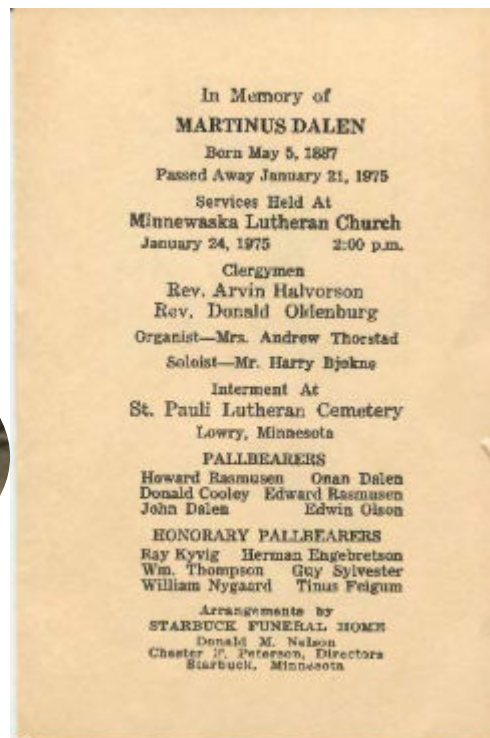 In Memory of
MARTINUS DALEN
Born May 5, 1887
Passed Away January 21, 1975
Services Held At
Minnewaska Lutheran Church
January 24, 1975 2:00 p.m.
Clergymen
Rev. Arvin Halvorson
Rev. Donald Oldenburg
Organist—Mrs. Andrew Thorstad
Soloist—Mr. Harry Bjokne
Interment At
St. Pauli Lutheran Cemetery
Lowry, Minnesota
PALLBEARERS
Howard Rasmusen Onan Dalen
Donald Cooley Edward Rasmusen
John Dalen Edwin Olson
HONORARY PALLBEARERS
Ray Kyvig Herman Engebretson
Wm. Thompson Guy Sylvester
William Nygaard Tinus Feigum
Arrangements by
STARBUCK FUNERAL HOME
Donald M. Nelson
Chester F. Peterson, Directors
Starbuck, Minnesota